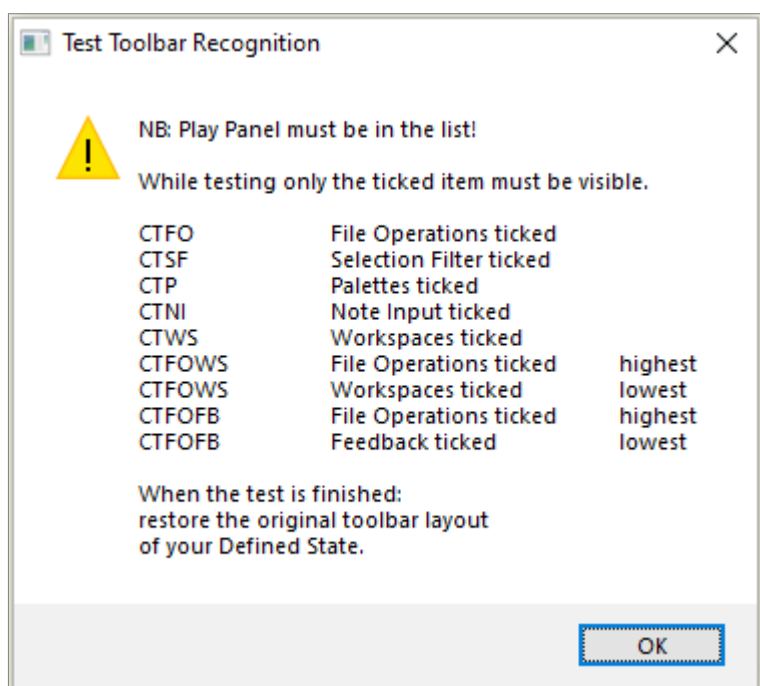 Test Toolbar Recognition
NB: Play Panel must be in the list!
While testing only the ticked item must be visible.
CTFO File Operations ticked
CTSF Selection Filter ticked
CTP Palettes ticked
CTNI Note Input ticked
CTWS Workspaces ticked
CTFOWS File Operations ticked highest
CTFOWS Workspaces ticked lowest
CTFOFB File Operations ticked highest
CTFOFB Feedback ticked lowest
When the test is finished:
restore the original toolbar layout
of your Defined State.
OK